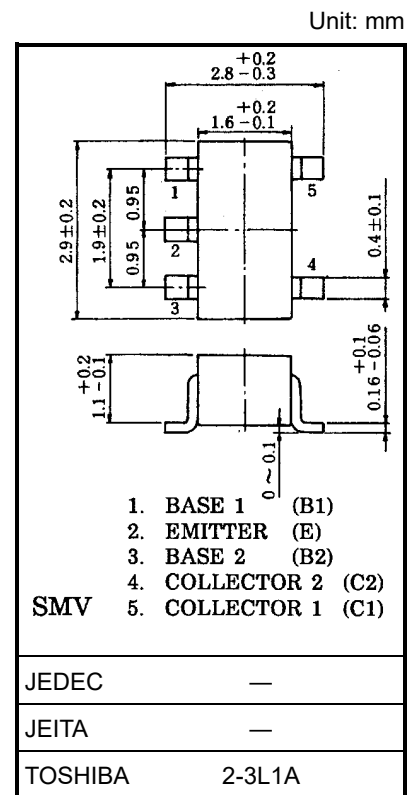 Unit: mm
+0.2
2.8 −0.3
+0.2
1.6 −0.1
2.9±0.2
1.9±0.2
0.95
0.95
1
2
3
5
4
0.4±0.1
+0.2
1.1 −0.1
+0.1
0.16 −0.06
0 ~ 0.1
1. BASE 1 (B1)
2. EMITTER (E)
3. BASE 2 (B2)
4. COLLECTOR 2 (C2)
SMV 5. COLLECTOR 1 (C1)
JEDEC —
JEITA —
TOSHIBA 2-3L1A